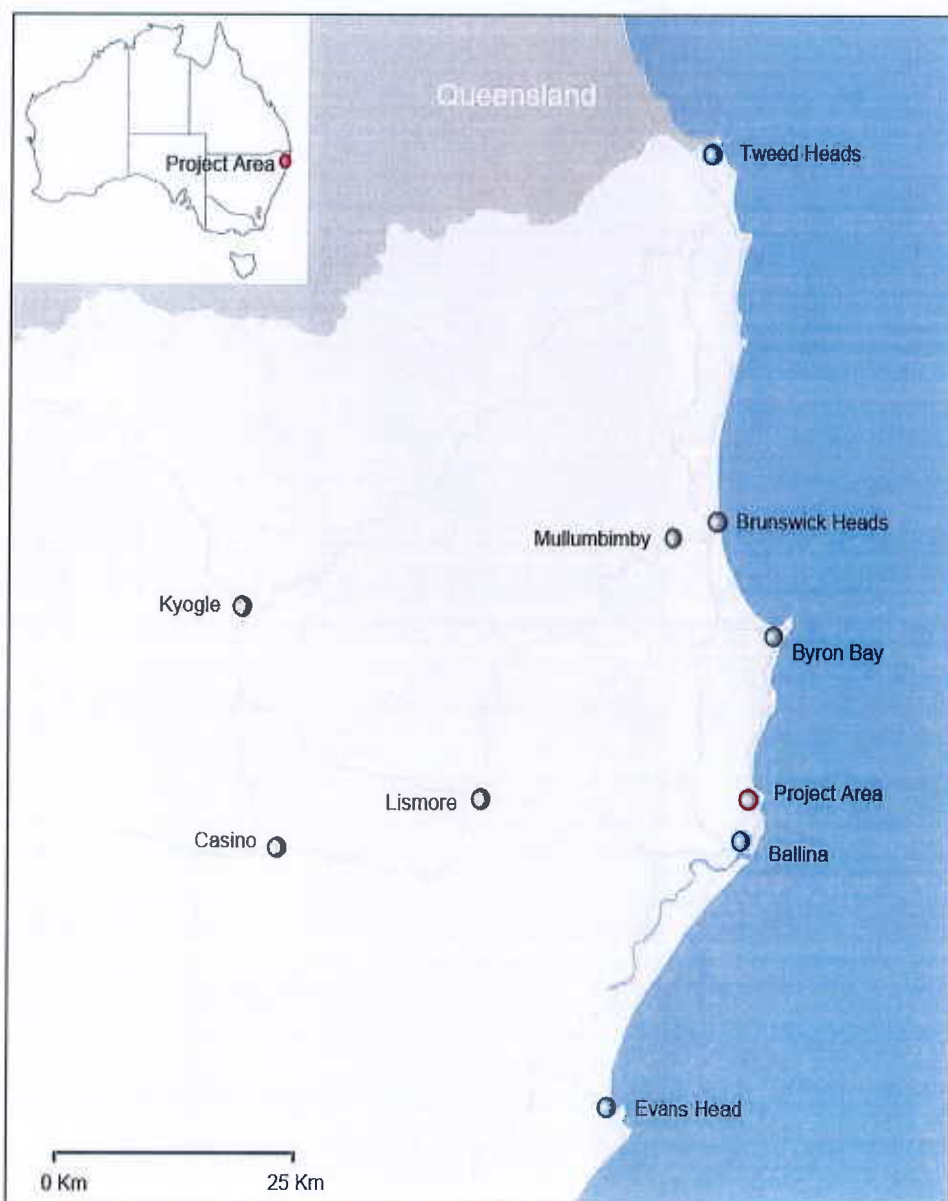 Queensland
Project Area
Tweed Heads
Brunswick Heads
Mullumbimby
Kyogle
Byron Bay
Project Area
Lismore
Casino
Ballina
Evans Head
0 Km
25 Km